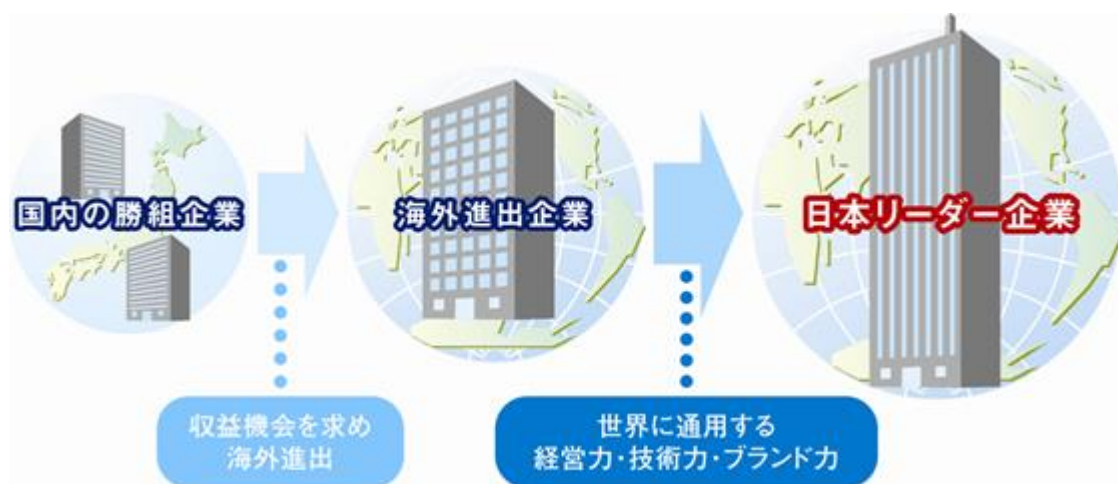 国内の勝組企業
海外進出企業
日本リーダー企業
収益機会を求め
海外進出
世界に通用する
経営力・技術力・ブランド力